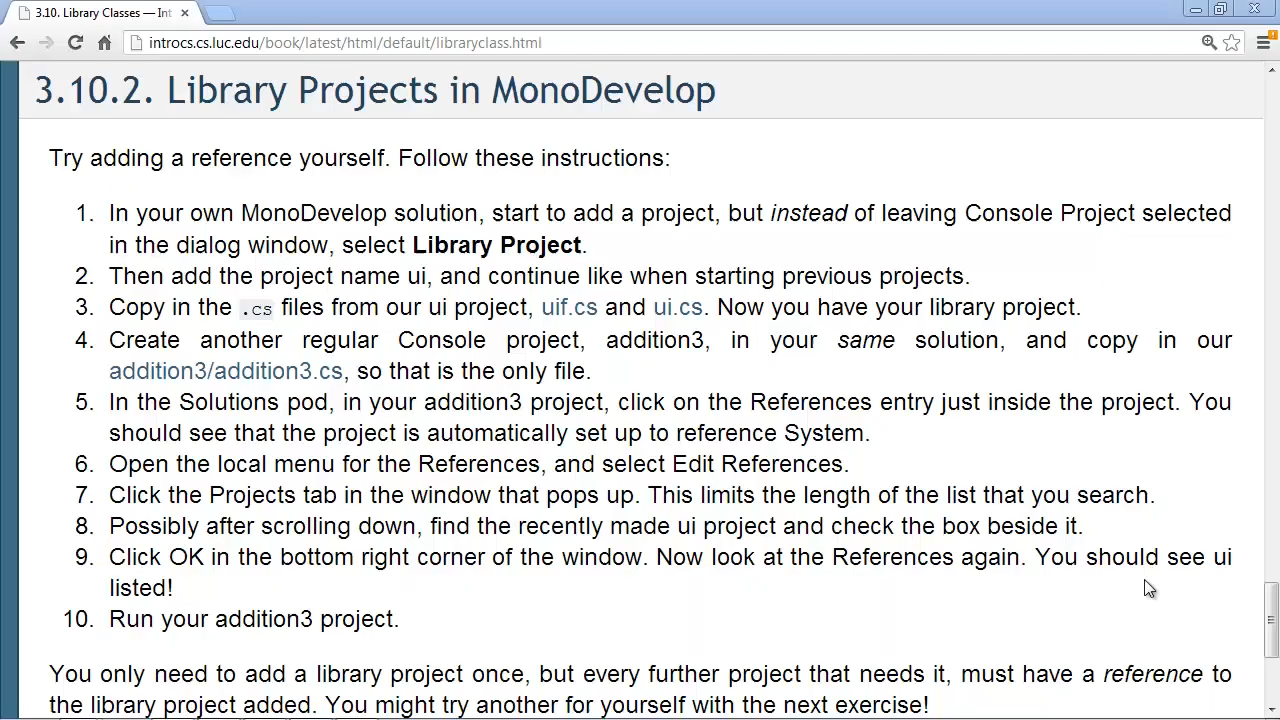 3.10. Library Classes — Int
introcs.cs.luc.edu/book/latest/html/default/libraryclass.html
3.10.2. Library Projects in MonoDevelop
Try adding a reference yourself. Follow these instructions:
1. In your own MonoDevelop solution, start to add a project, but instead of leaving Console Project selected
in the dialog window, select Library Project.
2. Then add the project name ui, and continue like when starting previous projects.
3. Copy in the .cs files from our ui project, uif.cs and ui.cs. Now you have your library project.
4. Create another regular Console project, addition3, in your same solution, and copy in our
addition3/addition3.cs, so that is the only file.
5. In the Solutions pod, in your addition3 project, click on the References entry just inside the project. You
should see that the project is automatically set up to reference System.
6. Open the local menu for the References, and select Edit References.
7. Click the Projects tab in the window that pops up. This limits the length of the list that you search.
8. Possibly after scrolling down, find the recently made ui project and check the box beside it.
9. Click OK in the bottom right corner of the window. Now look at the References again. You should see ui
listed!
10. Run your addition3 project.
You only need to add a library project once, but every further project that needs it, must have a reference to
the library project added. You might try another for yourself with the next exercise!